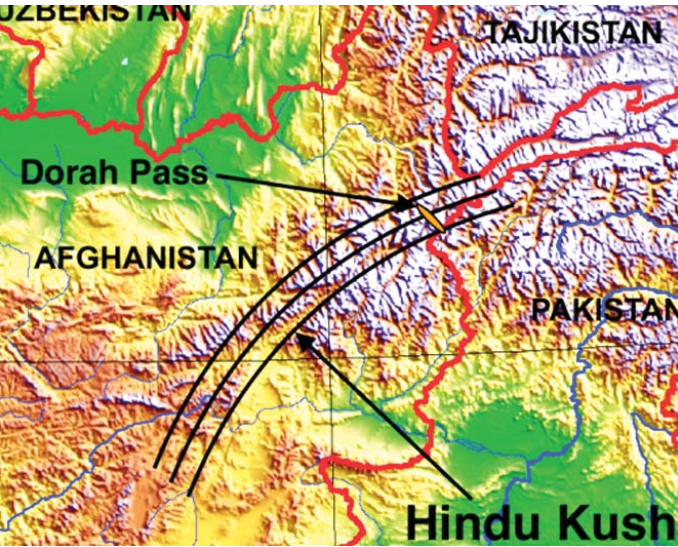 UZBEKISTAN
TAJIKISTAN
Dorah Pass
AFGHANISTAN
PAKISTAN
Hindu Kush